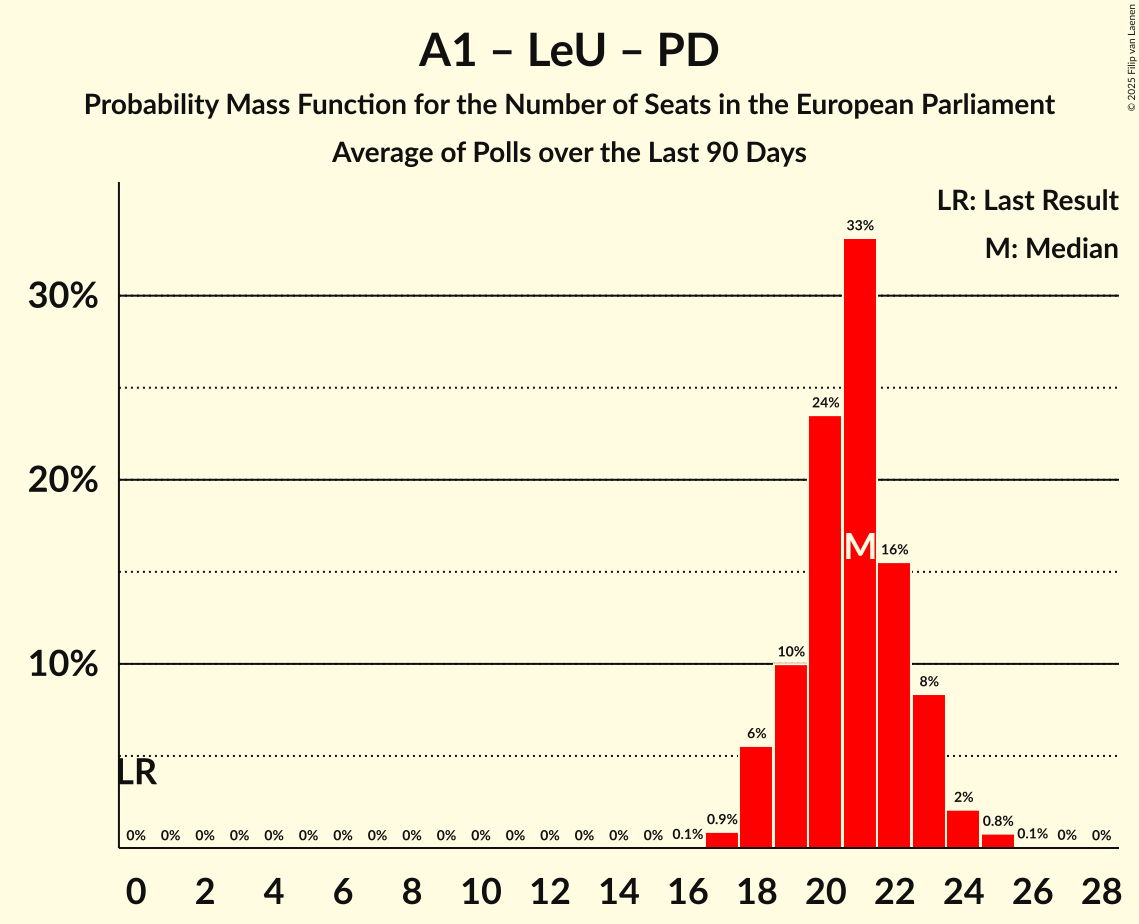 A1 – LeU – PD
Probability Mass Function for the Number of Seats in the European Parliament
Average of Polls over the Last 90 Days
© 2025 Filip van Laenen
LR: Last Result
M: Median
33%
30%
24%
20%
M
16%
10%
10%
8%
6%
LR
2%
0% 0% 0% 0% 0% 0% 0% 0% 0% 0% 0% 0% 0% 0% 0% 0% 0.1% 0.9% 0.8% 0.1% 0% 0%
0 2 4 6 8 10 12 14 16 18 20 22 24 26 28